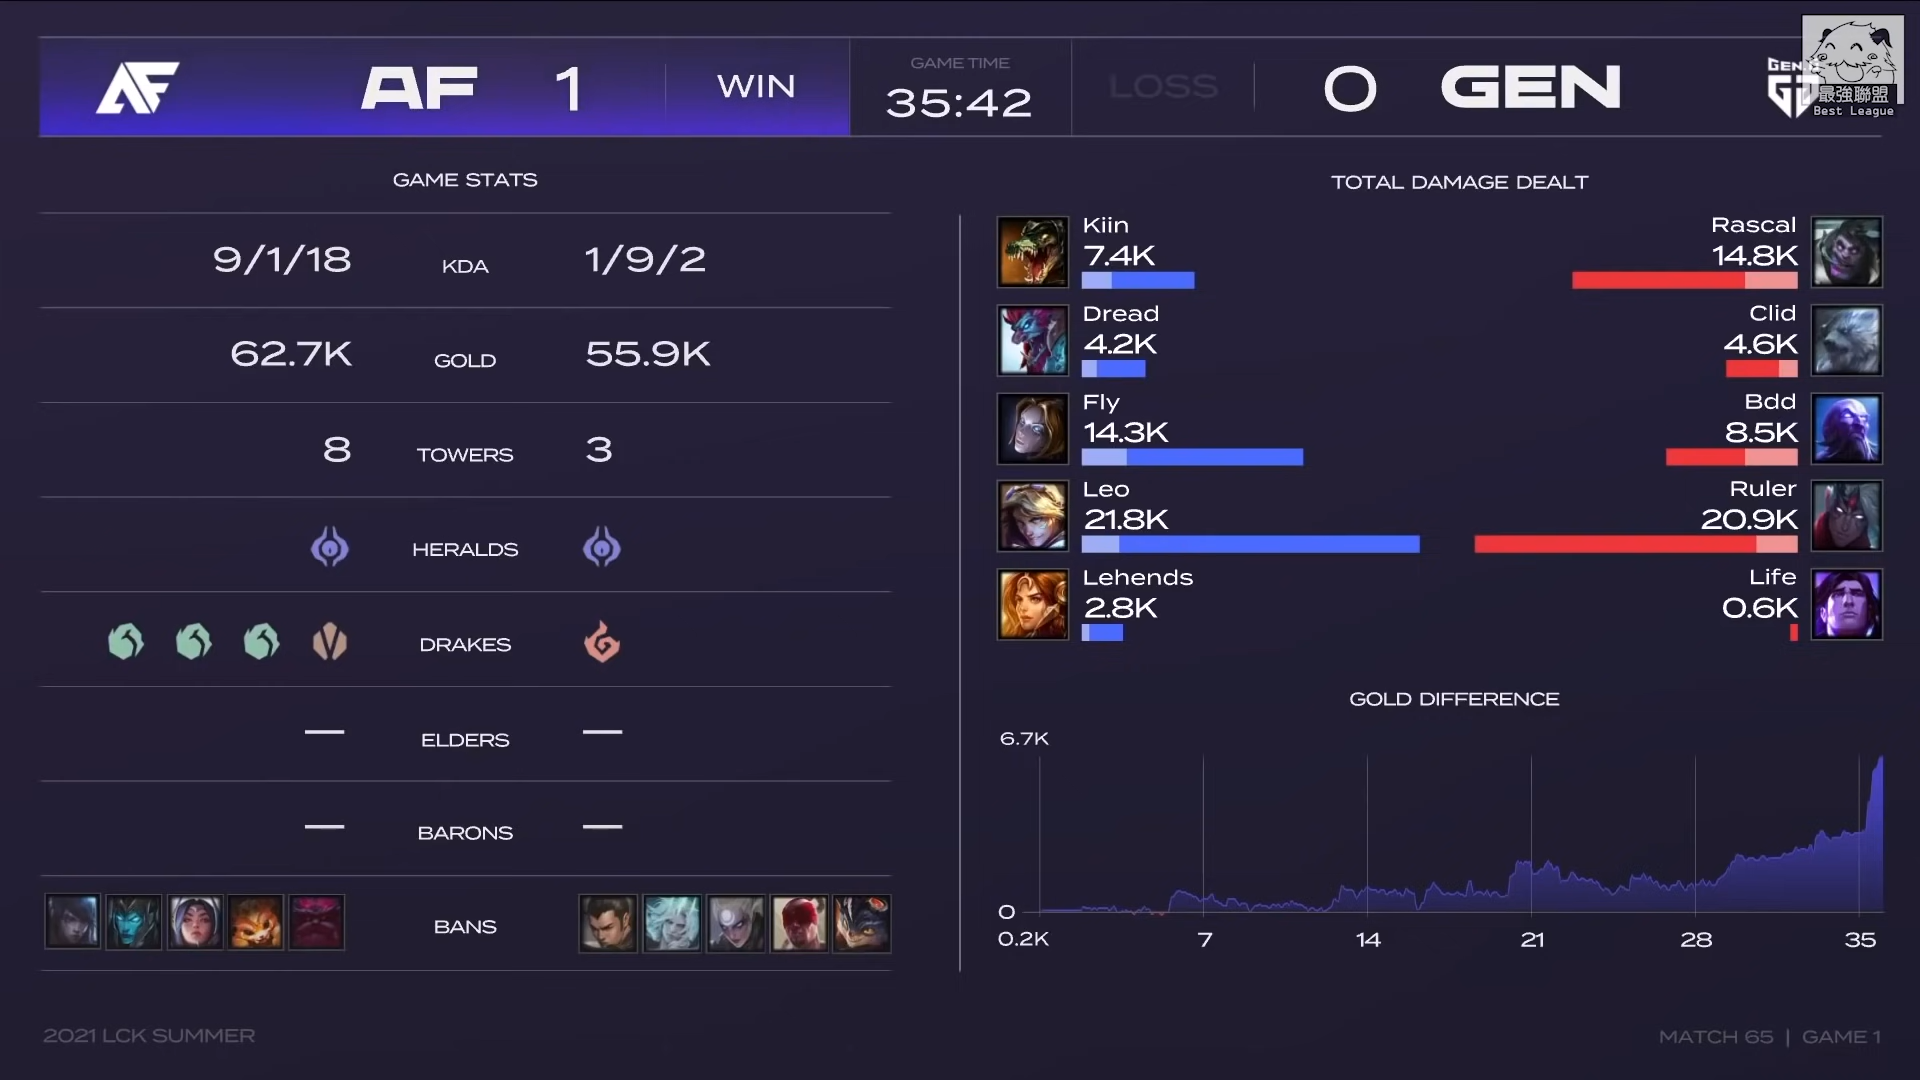 AF 1 WIN
GAME TIME
35:42
LOSS 0 GEN
GEN.G
最強聯盟
Best League
GAME STATS
9/1/18 KDA 1/9/2
62.7K GOLD 55.9K
8 TOWERS 3
HERALDS
DRAKES
ELDERS
BARONS
BANS
TOTAL DAMAGE DEALT
Kiin
7.4K
Rascal
14.8K
Dread
4.2K
Clid
4.6K
Fly
14.3K
Bdd
8.5K
Leo
21.8K
Ruler
20.9K
Lehends
2.8K
Life
0.6K
GOLD DIFFERENCE
6.7K
0
0.2K 7 14 21 28 35
2021 LCK SUMMER
MATCH 65 | GAME 1